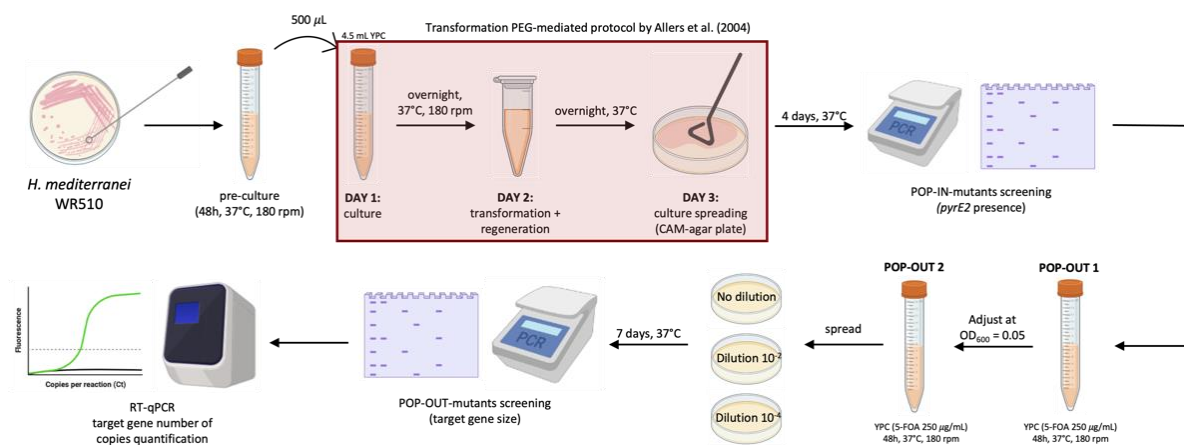 Transformation PEG-mediated protocol by Allers et al. (2004)
500 µL
4.5 mL YPC
H. mediterranei
WR510
pre-culture
(48h, 37°C, 180 rpm)
overnight,
37°C, 180 rpm
DAY 1:
culture
overnight, 37°C
DAY 2:
transformation +
regeneration
DAY 3:
culture spreading
(CAM-agar plate)
4 days, 37°C
PCR
POP-IN-mutants screening
(pyrE2 presence)
POP-OUT 1
YPC (5-FOA 250 µg/mL)
48h, 37°C, 180 rpm
Adjust at
OD600 = 0.05
POP-OUT 2
YPC (5-FOA 250 µg/mL)
48h, 37°C, 180 rpm
spread
No dilution
Dilution 10-2
Dilution 10-4
7 days, 37°C
PCR
POP-OUT-mutants screening
(target gene size)
RT-qPCR
target gene number of
copies quantification
Fluorescence
Copies per reaction (Ct)